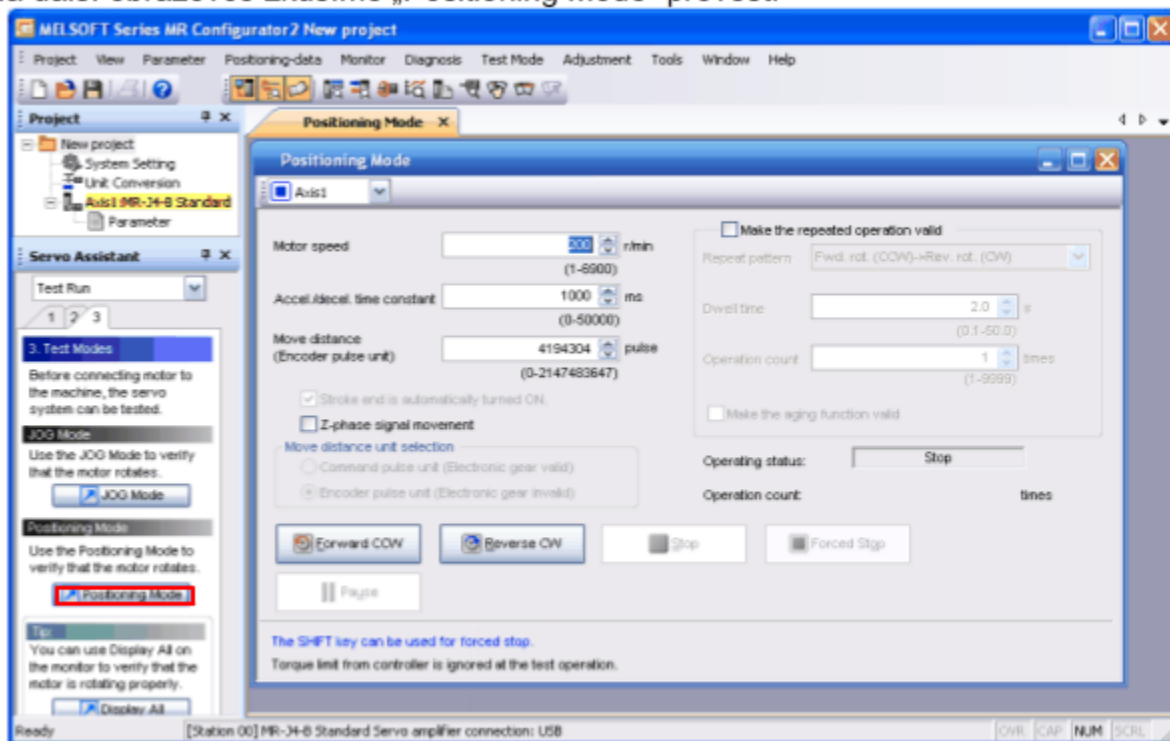 „Positioning Mode"
MELSOFT Series MR Configurator2 New project
Project View Parameter Positioning-data Monitor Diagnosis Test Mode Adjustment Tools Window Help
Project
New project
System Setting
Unit Conversion
Axis1:MR-J4-B Standard
Parameter
Servo Assistant
Test Run
1 2 3
3. Test Modes
Before connecting motor to
the machine, the servo
system can be tested.
JOG Mode
Use the JOG Mode to verify
that the motor rotates.
JOG Mode
Positioning Mode
Use the Positioning Mode to
verify that the motor rotates.
Positioning Mode
Tip:
You can use Display All on
the monitor to verify that the
motor is rotating properly.
Display All
Positioning Mode
Positioning Mode
Axis1
Motor speed 200 r/min
(1-6900)
Accel./decel. time constant 1000 ms
(0-50000)
Move distance
(Encoder pulse unit) 4194304 pulse
(0-2147483647)
Stroke end is automatically turned ON.
Z-phase signal movement
Move distance unit selection
Command pulse unit (Electronic gear valid)
Encoder pulse unit (Electronic gear invalid)
Make the repeated operation valid
Repeat pattern Fwd. rot. (CCW)->Rev. rot. (CW)
Dwell time 2.0 s
(0.1-50.0)
Operation count 1 times
(1-9999)
Make the aging function valid
Operating status: Stop
Operation count: times
Forward CCW Reverse CW Stop Forced Stop
Pause
The SHIFT key can be used for forced stop.
Torque limit from controller is ignored at the test operation.
Ready [Station 00] MR-J4-B Standard Servo amplifier connection: USB OVR CAP NUM SCRL